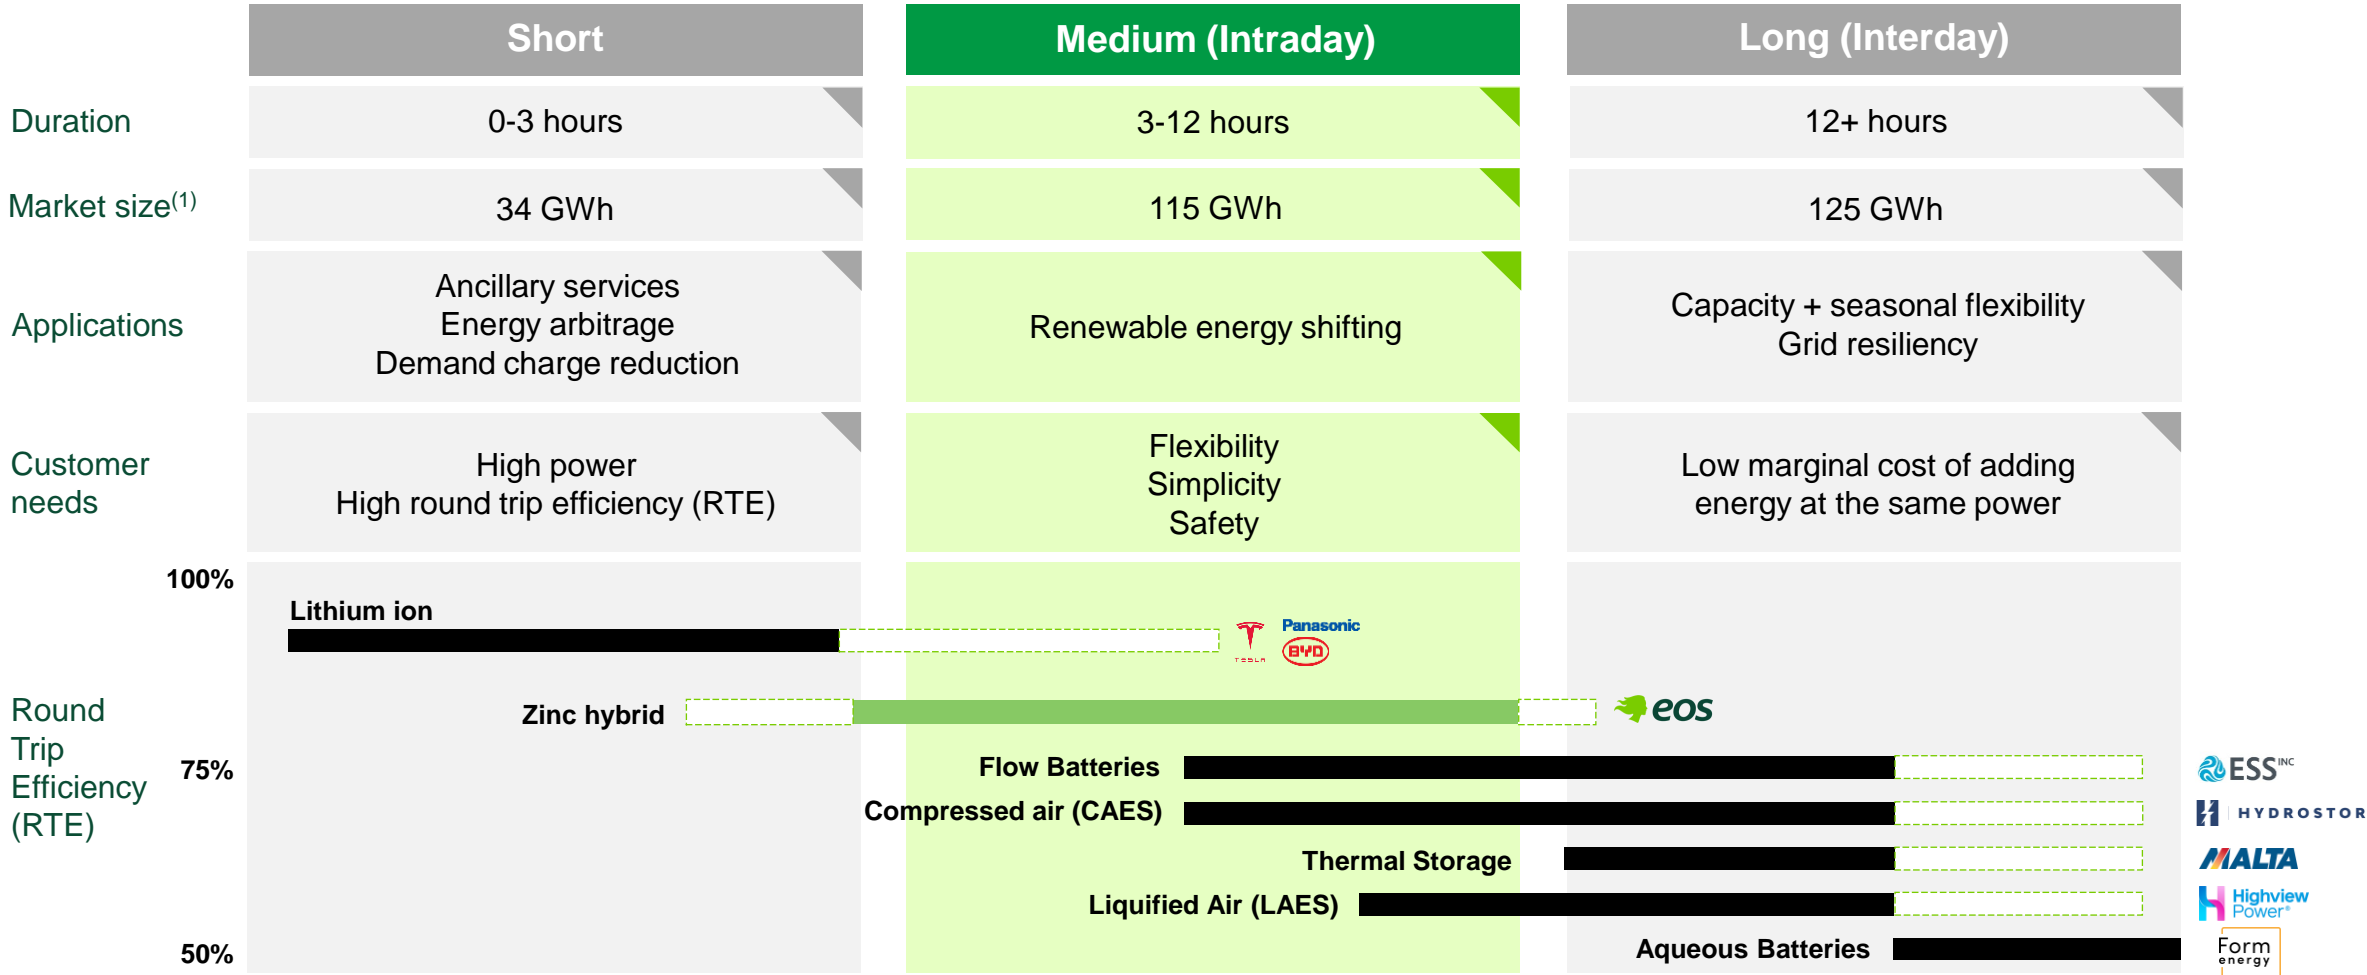 Short
Medium (Intraday)
Long (Interday)
Duration
0-3 hours
3-12 hours
12+ hours
Market size(1)
34 GWh
115 GWh
125 GWh
Applications
Ancillary services
Energy arbitrage
Demand charge reduction
Renewable energy shifting
Capacity + seasonal flexibility
Grid resiliency
Customer
needs
High power
High round trip efficiency (RTE)
Flexibility
Simplicity
Safety
Low marginal cost of adding
energy at the same power
Round
Trip
Efficiency
(RTE)
100%
75%
50%
Lithium ion
TESLA
Panasonic
BYD
Zinc hybrid
eos
Flow Batteries
ESS INC
Compressed air (CAES)
HYDROSTOR
Thermal Storage
MALTA
Liquified Air (LAES)
Highview
Power®
Aqueous Batteries
Form
energy